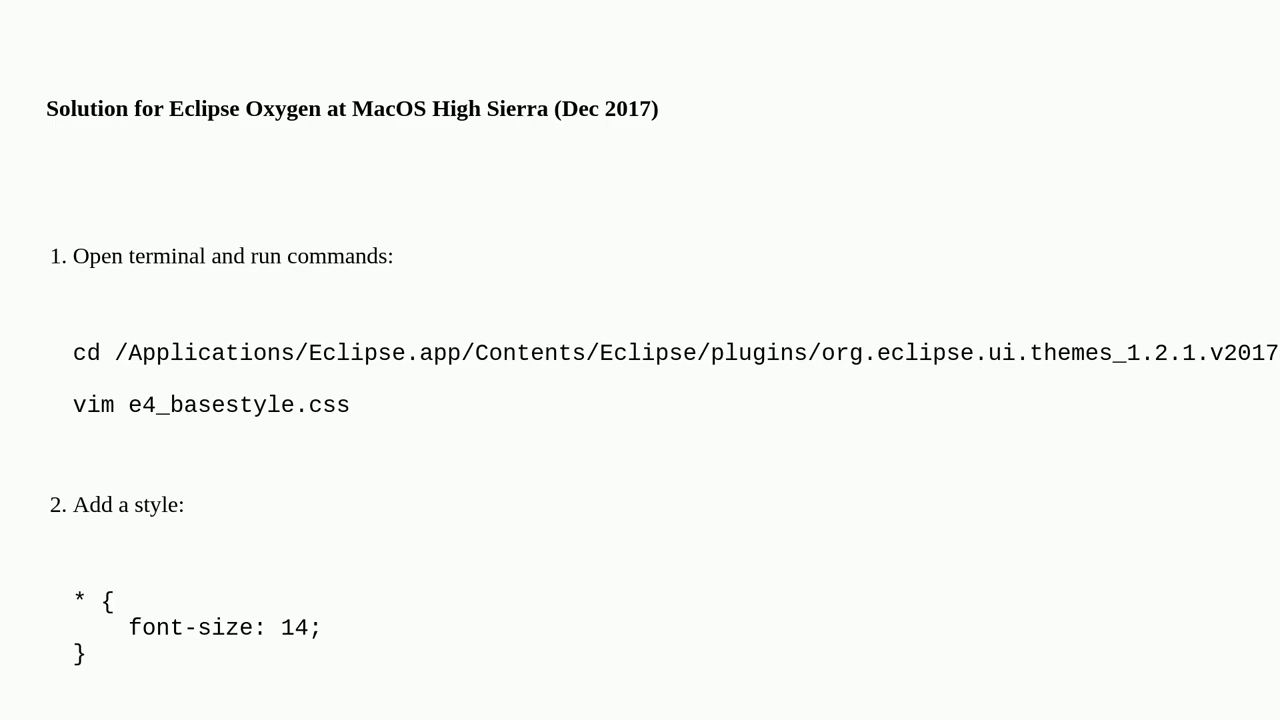 Solution for Eclipse Oxygen at MacOS High Sierra (Dec 2017)
1. Open terminal and run commands:
cd /Applications/Eclipse.app/Contents/Eclipse/plugins/org.eclipse.ui.themes_1.2.1.v2017
vim e4_basestyle.css
2. Add a style:
* {
    font-size: 14;
}